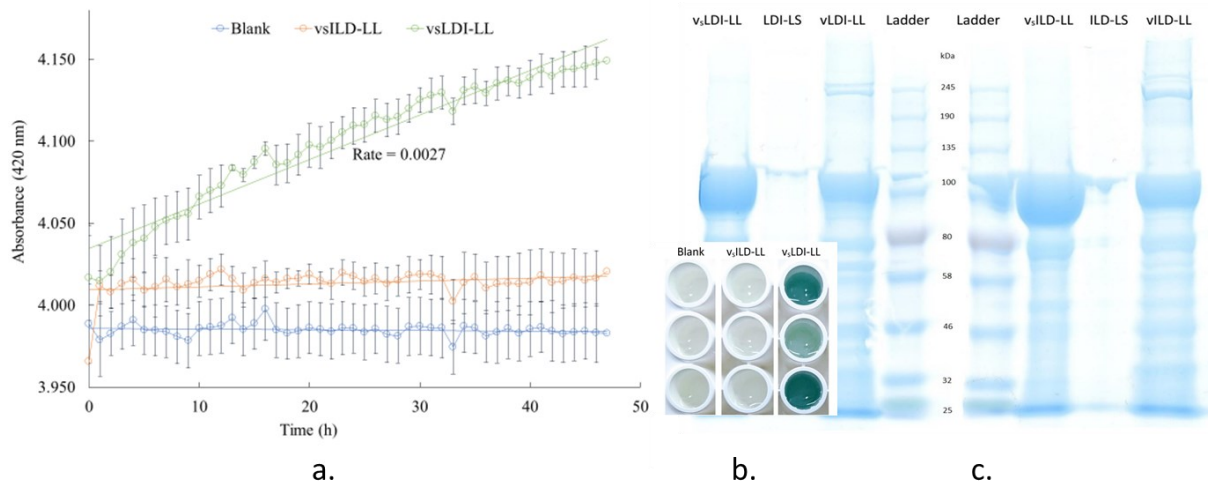 Blank vsILD-LL vsLDI-LL
Absorbance (420 nm)
4.150
4.100
4.050
4.000
3.950
Rate = 0.0027
0 10 20 30 40 50
Time (h)
a.
vsLDI-LL LDI-LS vLDI-LL Ladder Ladder vsILD-LL ILD-LS vILD-LL
kDa
245
190
135
100
80
58
46
32
25
Blank vsILD-LL vsLDI-LL
b.
c.